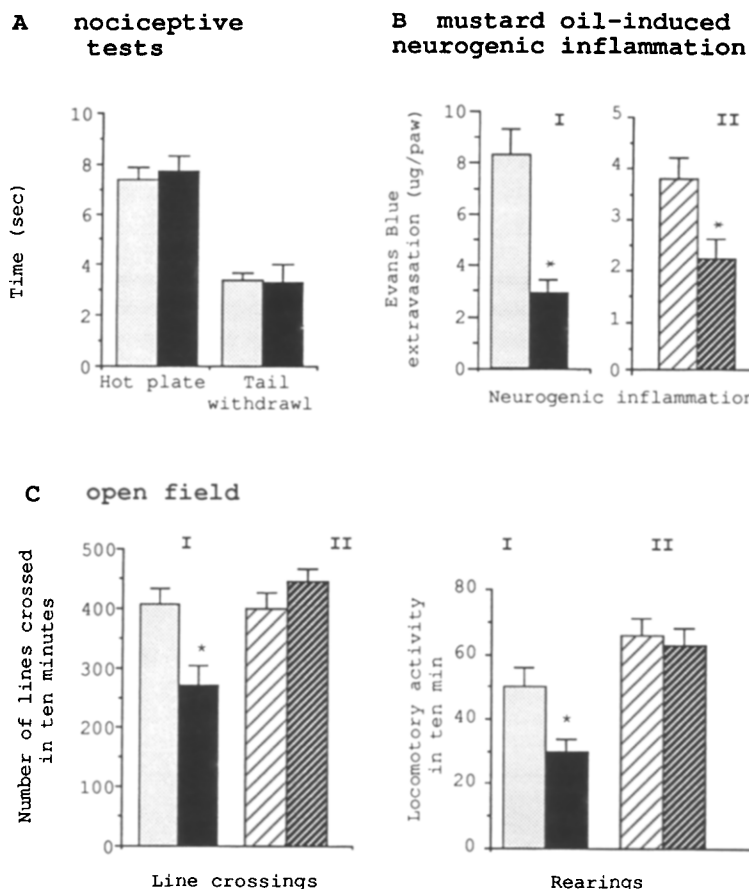 A nociceptive
tests
B mustard oil-induced
neurogenic inflammation
Time (sec)
10
8
6
4
2
0
Hot plate Tail
withdrawl
Evans Blue
extravasation (ug/paw)
10
8
6
4
2
0
I
*
5
4
3
2
1
0
II
*
Neurogenic inflammation
C open field
Number of lines crossed
in ten minutes
500
400
300
200
100
0
I
II
*
Line crossings
Locomotory activity
in ten min
80
60
40
20
0
I
II
*
Rearings